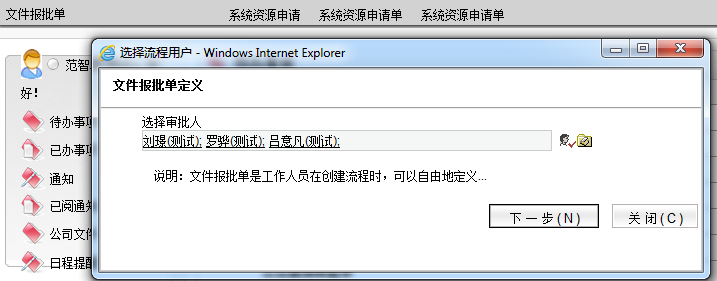 文件报批单 系统资源申请 系统资源申请单 系统资源申请单
范智
好!
待办事项
已办事项
通知
已阅通知
公司文件
日程提醒
选择流程用户 - Windows Internet Explorer
文件报批单定义
选择审批人
刘璟(测试); 罗骅(测试); 吕意凡(测试);
说明：文件报批单是工作人员在创建流程时，可以自由地定义...
下一步(N) 关闭(C)